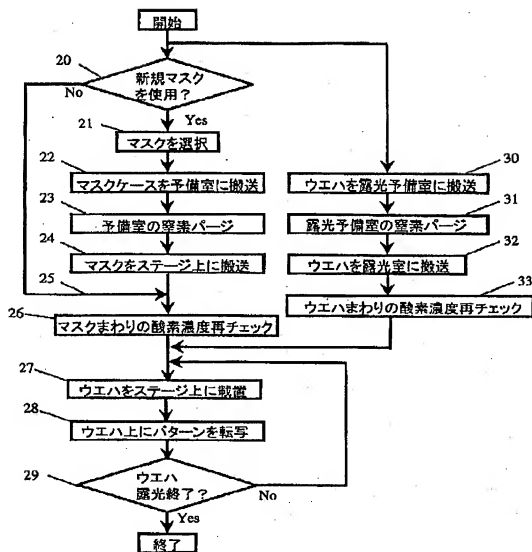 開始
20
新規マスク
を使用?
No
Yes
21
マスクを選択
22
マスクケースを予備室に搬送
23
予備室の窒素パージ
24
マスクをステージ上に搬送
25
26
マスクまわりの酸素濃度再チェック
30
ウエハを露光予備室に搬送
31
露光予備室の窒素パージ
32
ウエハを露光室に搬送
33
ウエハまわりの酸素濃度再チェック
27
ウエハをステージ上に載置
28
ウエハ上にパターンを転写
29
ウエハ
露光終了?
No
Yes
終了